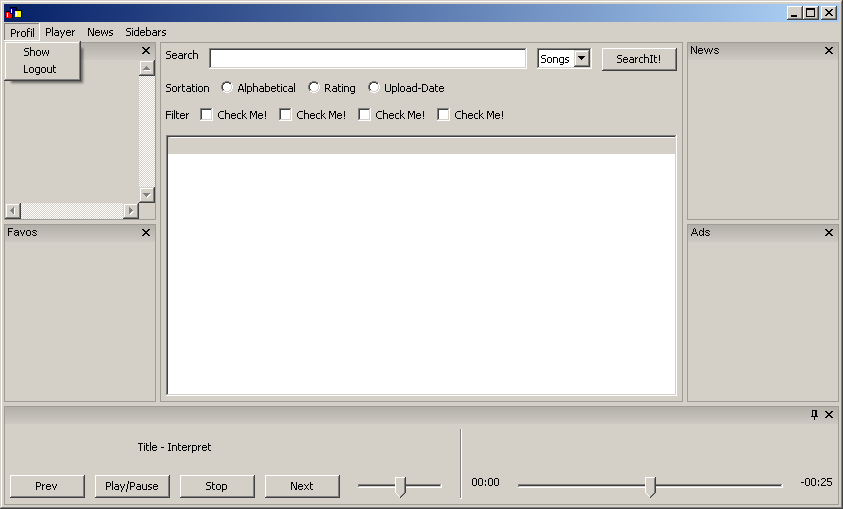 Profil Player News Sidebars
Show
Logout
Search Songs SearchIt!
Sortation Alphabetical Rating Upload-Date
Filter Check Me! Check Me! Check Me! Check Me!
News
Favos
Ads
Title - Interpret
Prev Play/Pause Stop Next
00:00 -00:25